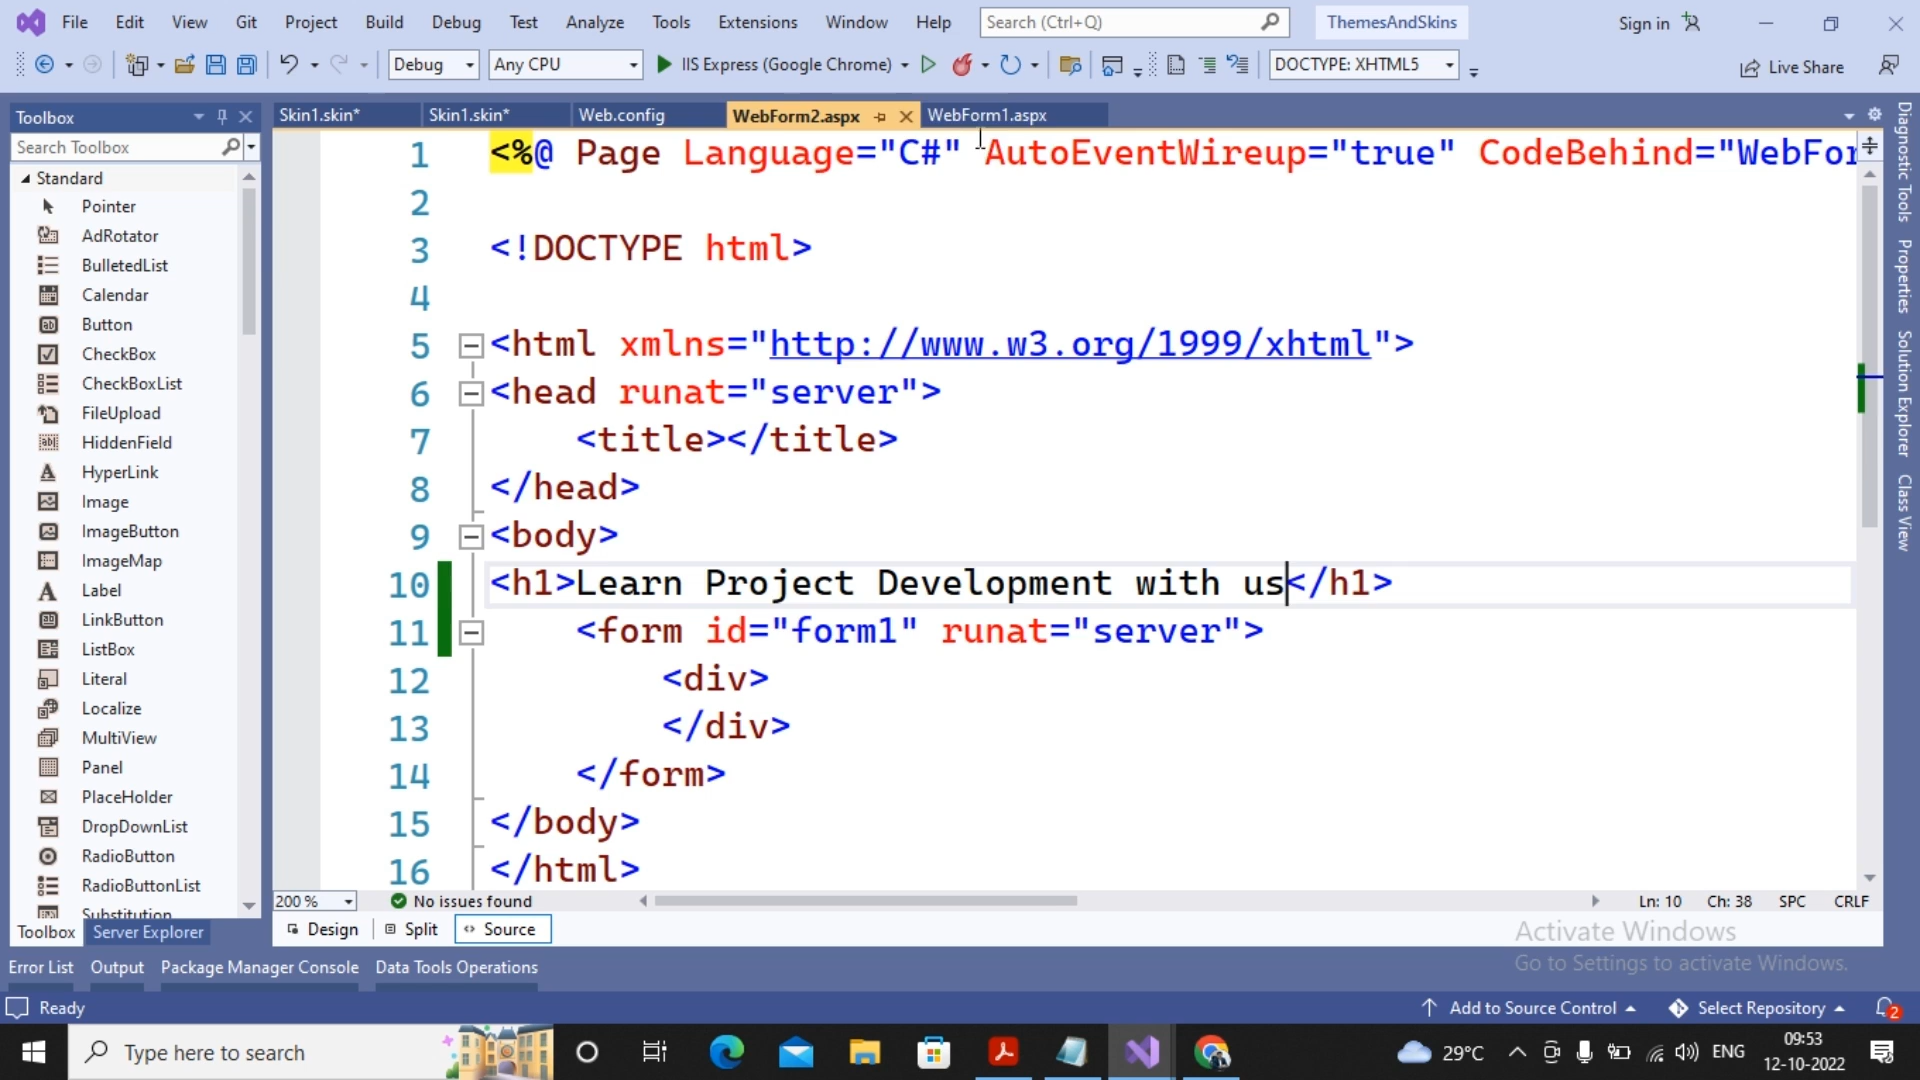 File Edit View Git Project Build Debug Test Analyze Tools Extensions Window Help Search (Ctrl+Q) ThemesAndSkins Sign in
Debug Any CPU IIS Express (Google Chrome) DOCTYPE: XHTML5 Live Share
Toolbox
Skin1.skin* Skin1.skin* Web.config WebForm2.aspx WebForm1.aspx
Search Toolbox
Standard
Pointer
AdRotator
BulletedList
Calendar
Button
CheckBox
CheckBoxList
FileUpload
HiddenField
HyperLink
Image
ImageButton
ImageMap
Label
LinkButton
ListBox
Literal
Localize
MultiView
Panel
PlaceHolder
DropDownList
RadioButton
RadioButtonList
Substitution
Toolbox Server Explorer
1 <%@ Page Language="C#" AutoEventWireup="true" CodeBehind="WebFor
2
3 <!DOCTYPE html>
4
5 <html xmlns="http://www.w3.org/1999/xhtml">
6 <head runat="server">
7 <title></title>
8 </head>
9 <body>
10 <h1>Learn Project Development with us</h1>
11 <form id="form1" runat="server">
12 <div>
13 </div>
14 </form>
15 </body>
16 </html>
200 % No issues found Ln: 10 Ch: 38 SPC CRLF
Design Split Source
Diagnostic Tools
Properties
Solution Explorer
Class View
Activate Windows
Go to Settings to activate Windows.
Error List Output Package Manager Console Data Tools Operations
Ready Add to Source Control Select Repository 2
Type here to search 29°C ENG 09:53
12-10-2022